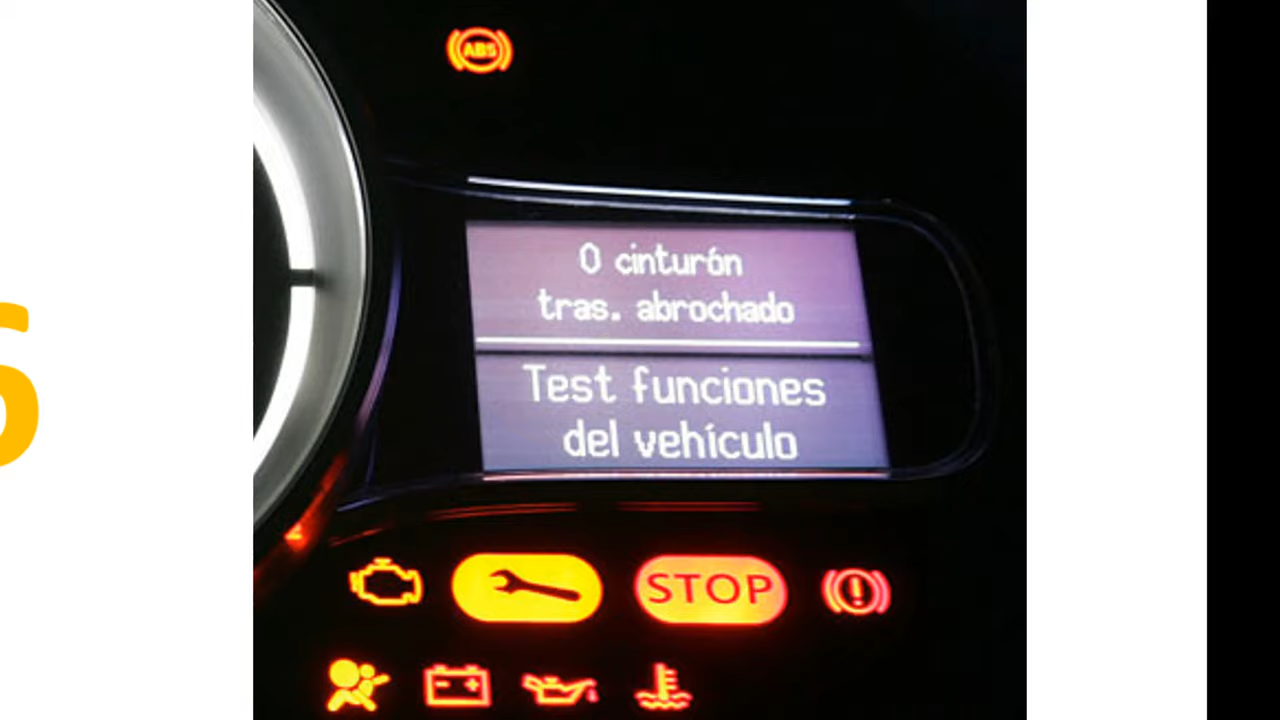 ABS
0 cinturón
tras. abrochado
Test funciones
del vehículo
STOP